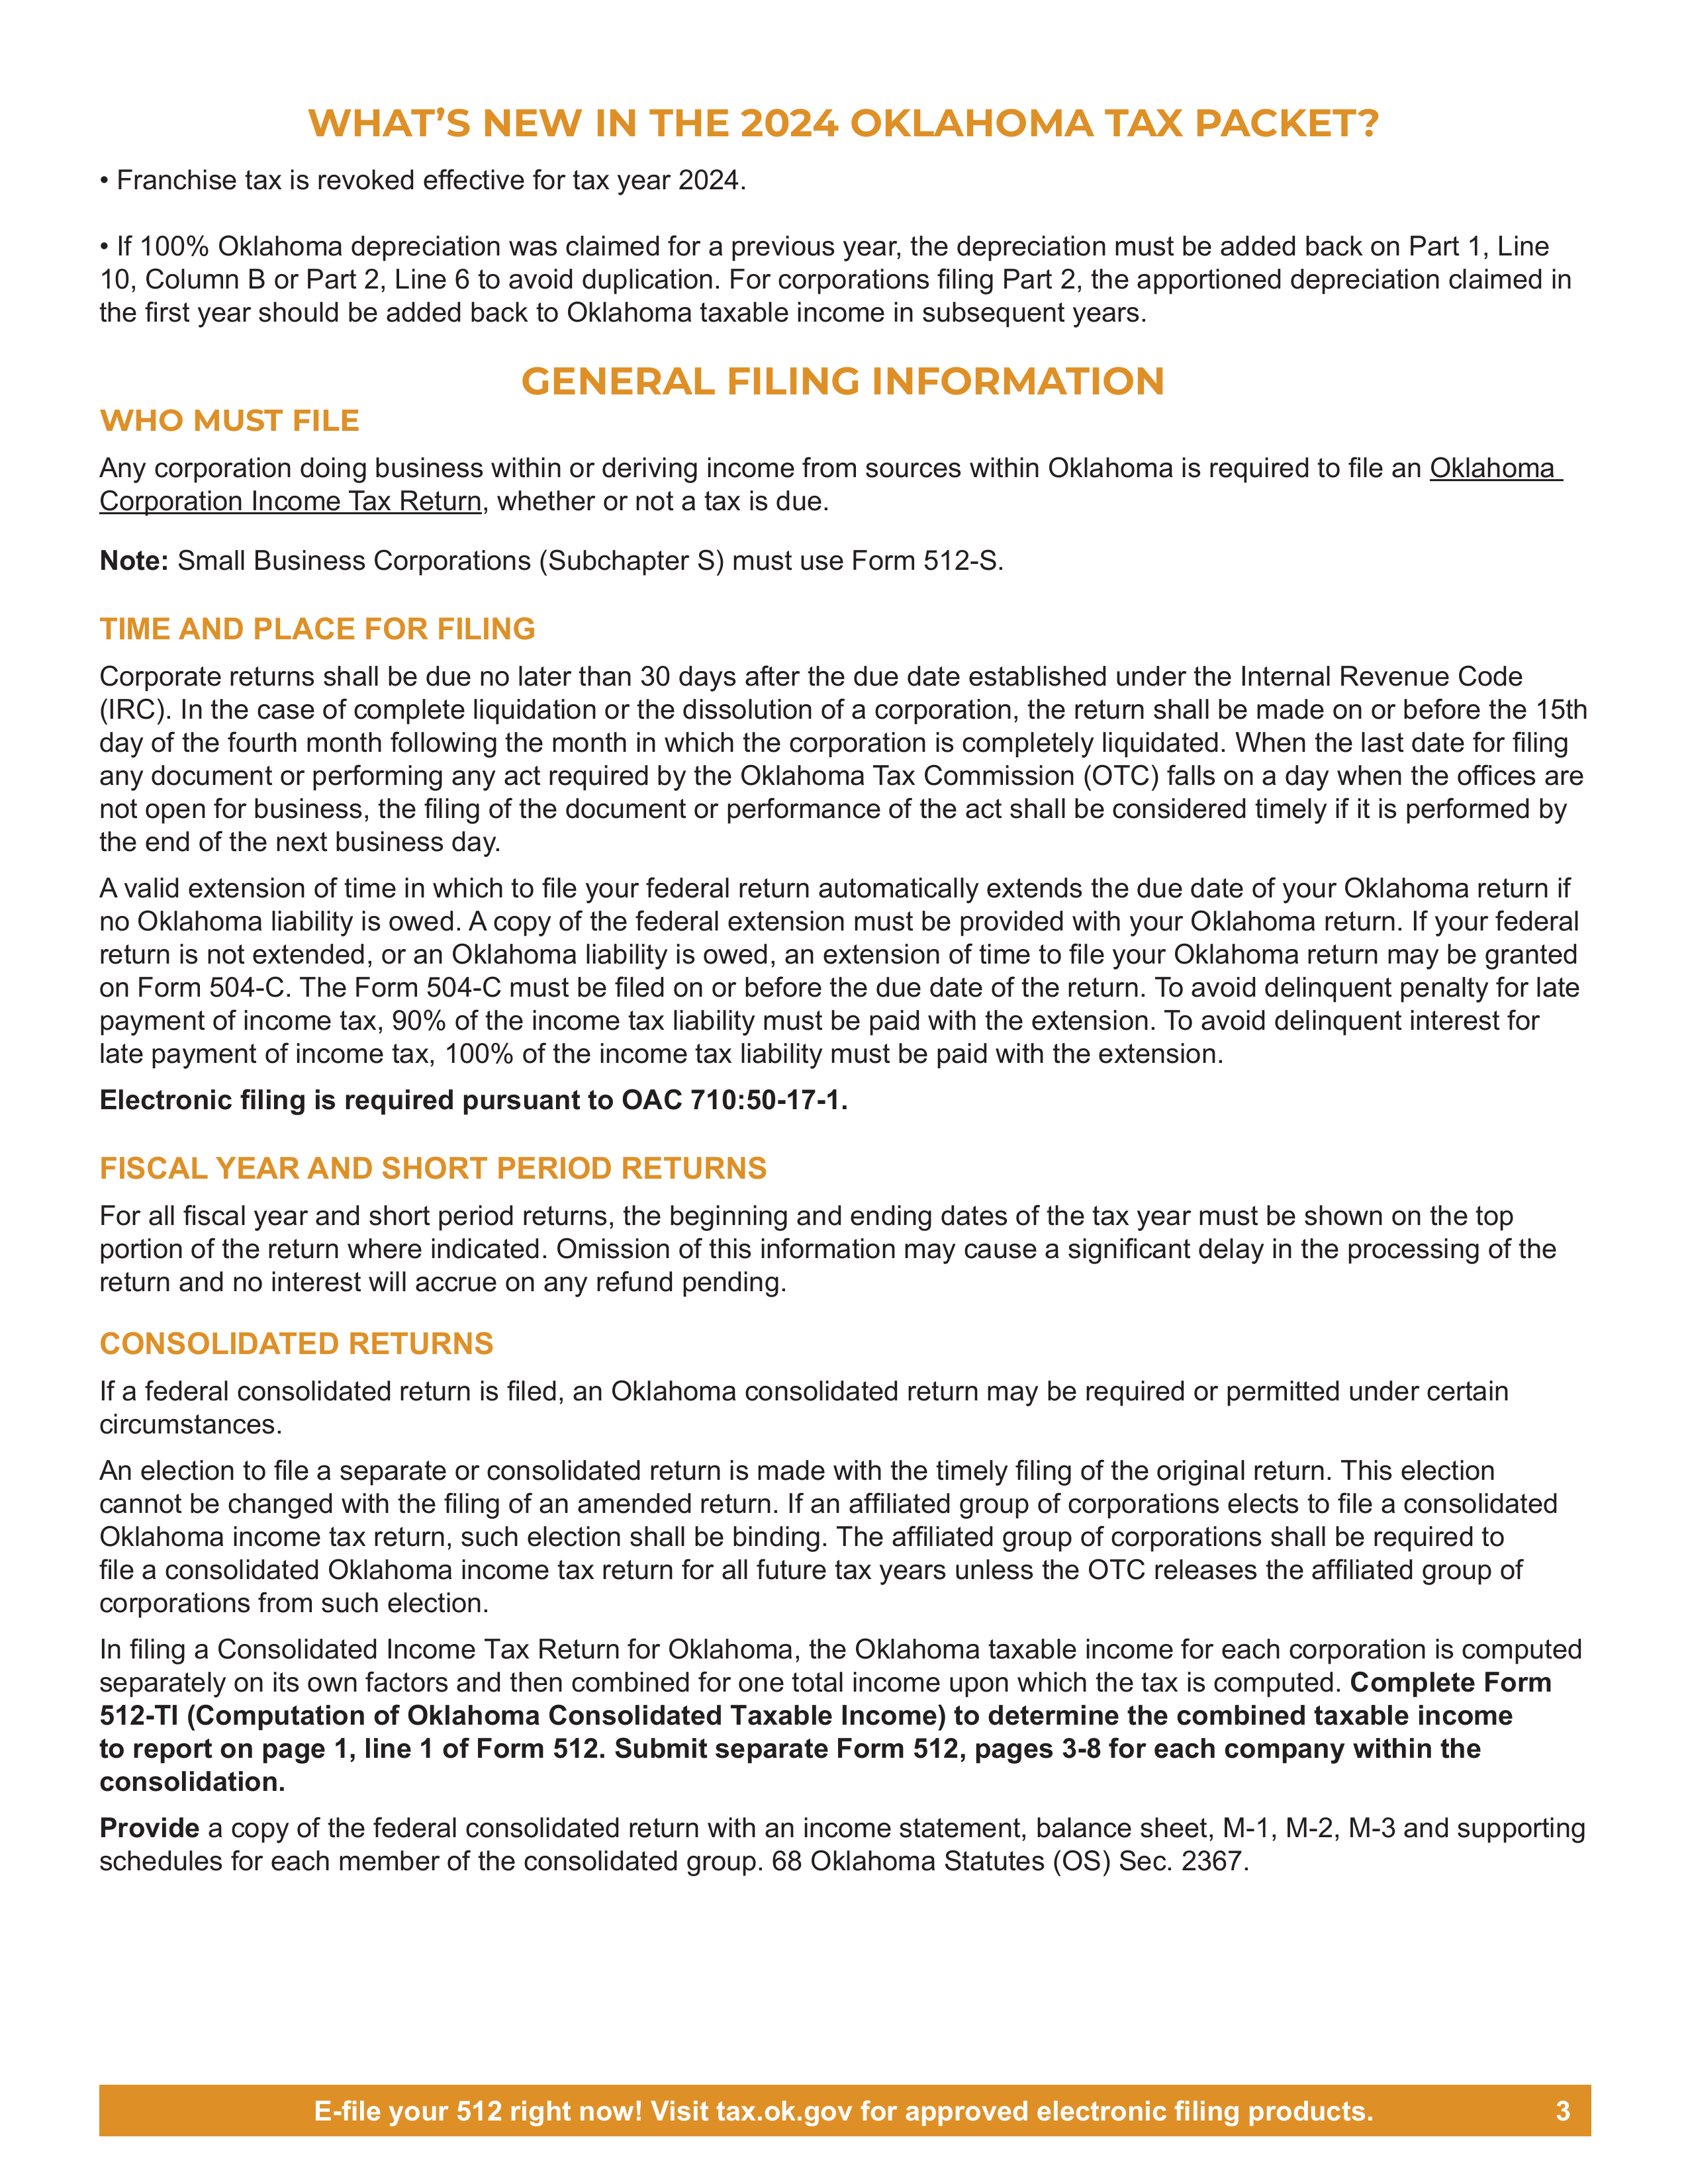 WHAT'S NEW IN THE 2024 OKLAHOMA TAX PACKET?
• Franchise tax is revoked effective for tax year 2024.
• If 100% Oklahoma depreciation was claimed for a previous year, the depreciation must be added back on Part 1, Line
10, Column B or Part 2, Line 6 to avoid duplication. For corporations filing Part 2, the apportioned depreciation claimed in
the first year should be added back to Oklahoma taxable income in subsequent years.
GENERAL FILING INFORMATION
WHO MUST FILE
Any corporation doing business within or deriving income from sources within Oklahoma is required to file an Oklahoma
Corporation Income Tax Return, whether or not a tax is due.
Note: Small Business Corporations (Subchapter S) must use Form 512-S.
TIME AND PLACE FOR FILING
Corporate returns shall be due no later than 30 days after the due date established under the Internal Revenue Code
(IRC). In the case of complete liquidation or the dissolution of a corporation, the return shall be made on or before the 15th
day of the fourth month following the month in which the corporation is completely liquidated. When the last date for filing
any document or performing any act required by the Oklahoma Tax Commission (OTC) falls on a day when the offices are
not open for business, the filing of the document or performance of the act shall be considered timely if it is performed by
the end of the next business day.
A valid extension of time in which to file your federal return automatically extends the due date of your Oklahoma return if
no Oklahoma liability is owed. A copy of the federal extension must be provided with your Oklahoma return. If your federal
return is not extended, or an Oklahoma liability is owed, an extension of time to file your Oklahoma return may be granted
on Form 504-C. The Form 504-C must be filed on or before the due date of the return. To avoid delinquent penalty for late
payment of income tax, 90% of the income tax liability must be paid with the extension. To avoid delinquent interest for
late payment of income tax, 100% of the income tax liability must be paid with the extension.
Electronic filing is required pursuant to OAC 710:50-17-1.
FISCAL YEAR AND SHORT PERIOD RETURNS
For all fiscal year and short period returns, the beginning and ending dates of the tax year must be shown on the top
portion of the return where indicated. Omission of this information may cause a significant delay in the processing of the
return and no interest will accrue on any refund pending.
CONSOLIDATED RETURNS
If a federal consolidated return is filed, an Oklahoma consolidated return may be required or permitted under certain
circumstances.
An election to file a separate or consolidated return is made with the timely filing of the original return. This election
cannot be changed with the filing of an amended return. If an affiliated group of corporations elects to file a consolidated
Oklahoma income tax return, such election shall be binding. The affiliated group of corporations shall be required to
file a consolidated Oklahoma income tax return for all future tax years unless the OTC releases the affiliated group of
corporations from such election.
In filing a Consolidated Income Tax Return for Oklahoma, the Oklahoma taxable income for each corporation is computed
separately on its own factors and then combined for one total income upon which the tax is computed. Complete Form
512-TI (Computation of Oklahoma Consolidated Taxable Income) to determine the combined taxable income
to report on page 1, line 1 of Form 512. Submit separate Form 512, pages 3-8 for each company within the
consolidation.
Provide a copy of the federal consolidated return with an income statement, balance sheet, M-1, M-2, M-3 and supporting
schedules for each member of the consolidated group. 68 Oklahoma Statutes (OS) Sec. 2367.
E-file your 512 right now! Visit tax.ok.gov for approved electronic filing products. 3